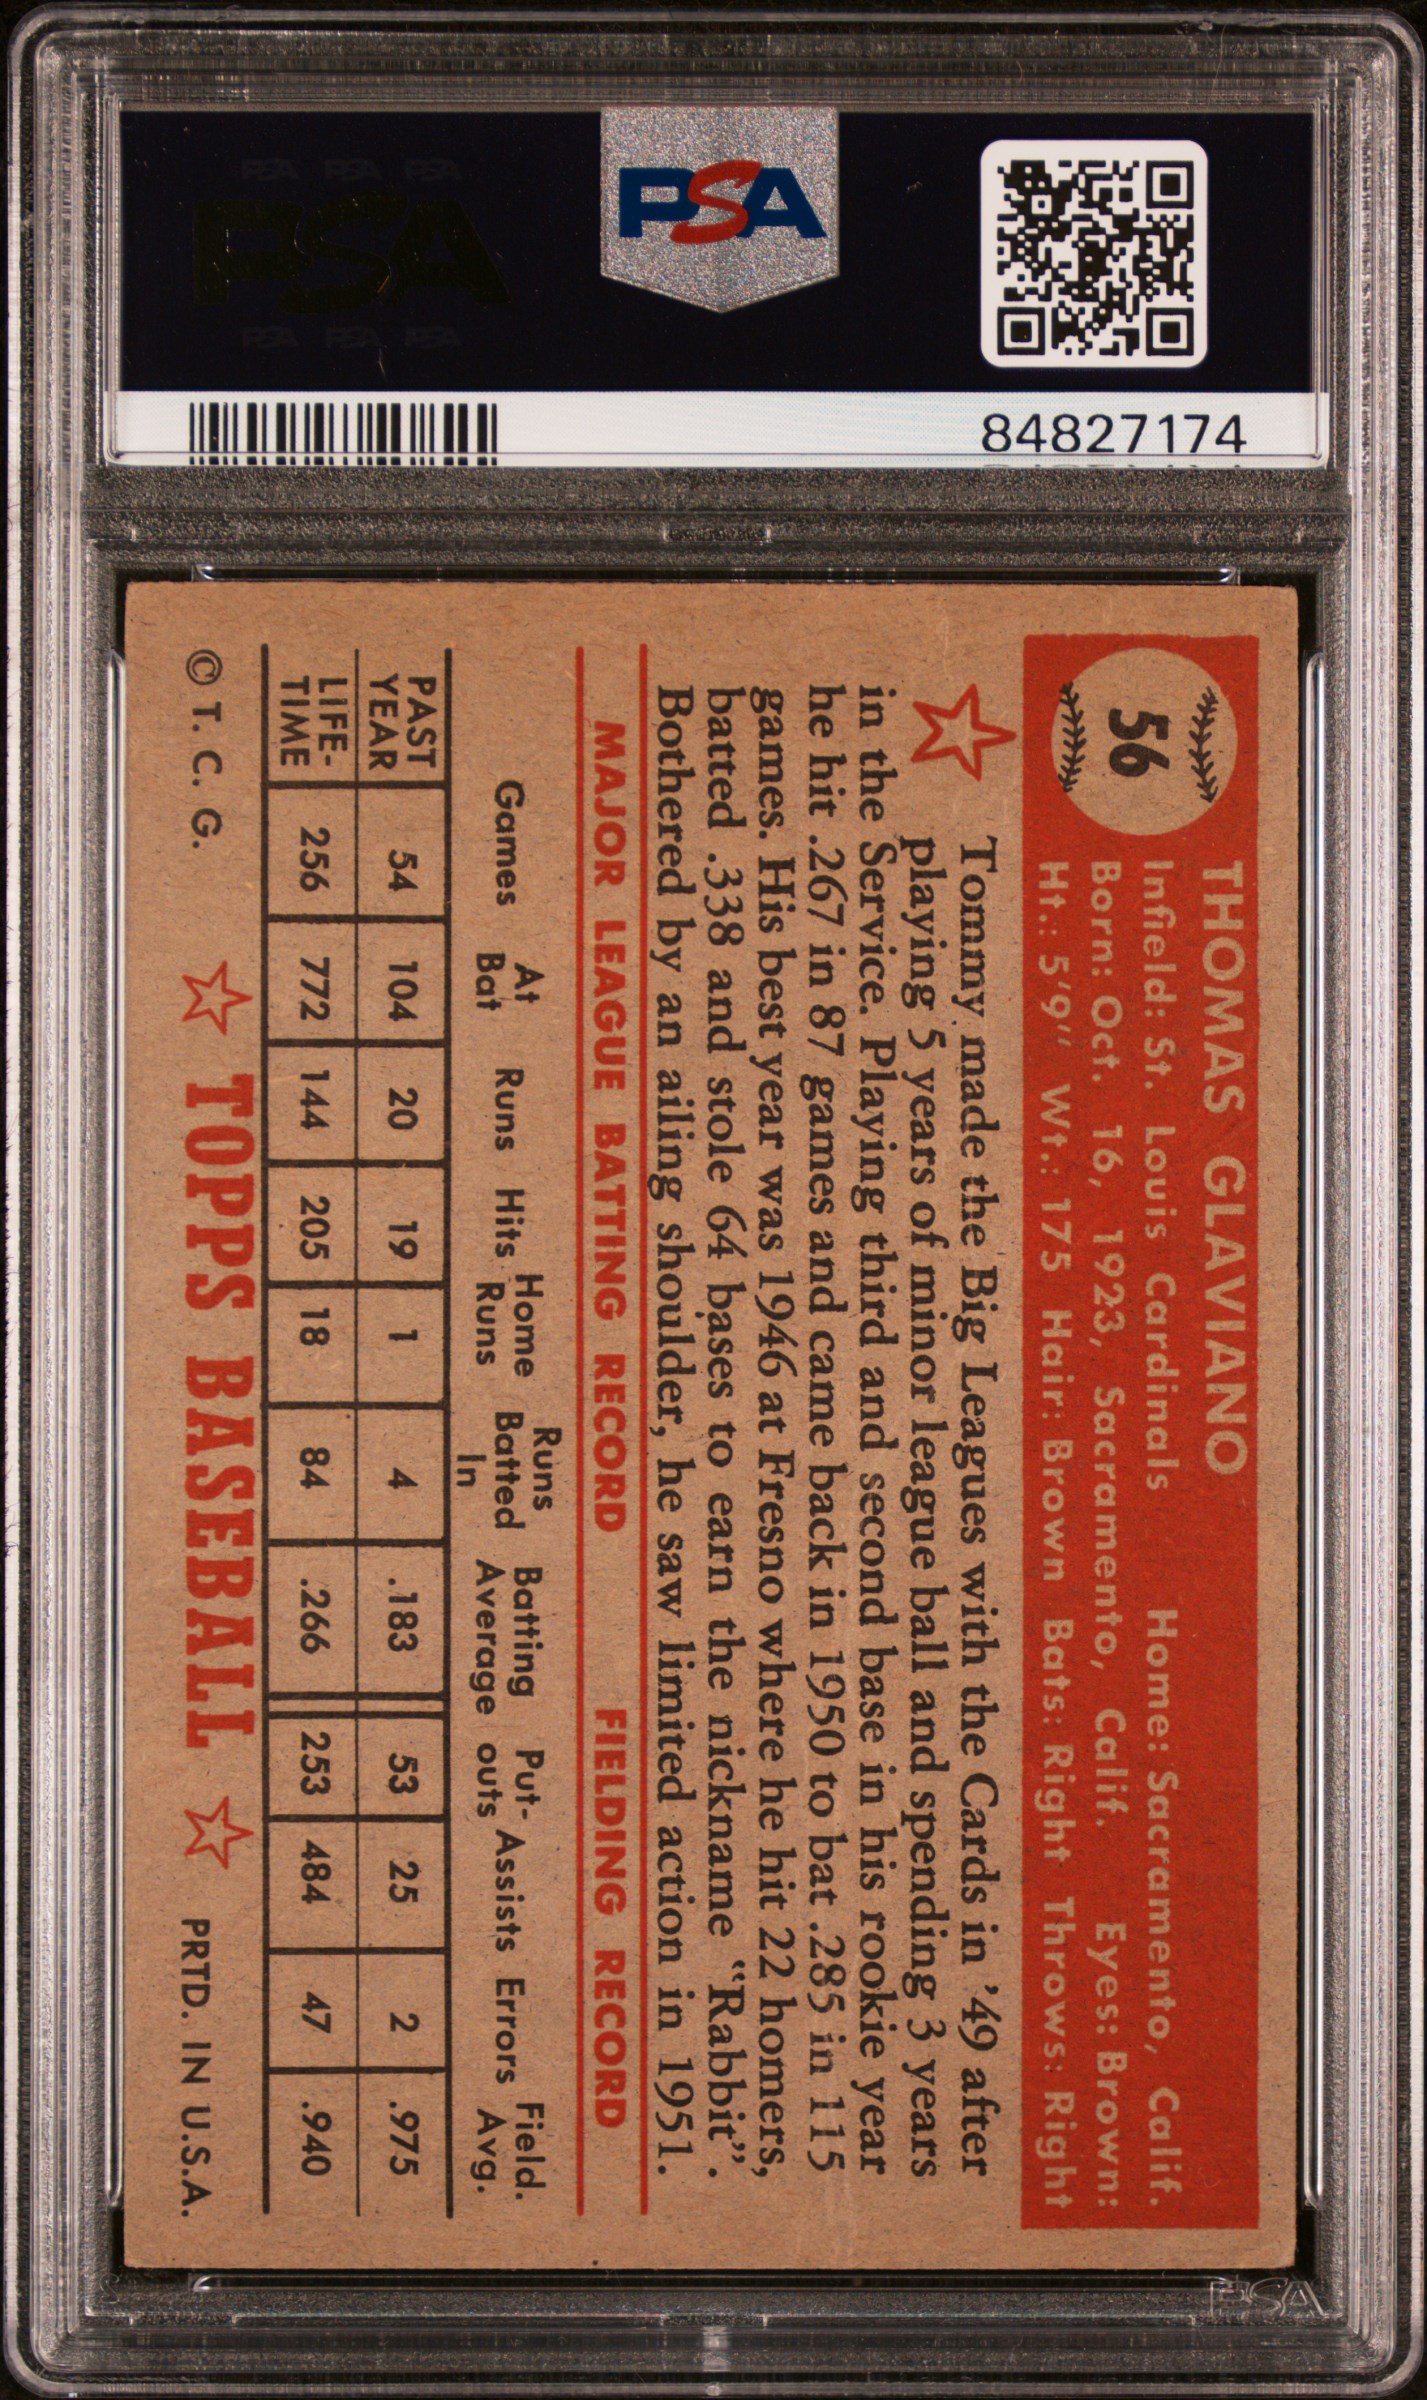 PSA PSA PSA
PSA
PSA PSA PSA
PSA
84827174
56
THOMAS GLAVIANO
Infield: St. Louis Cardinals Home: Sacramento, Calif.
Born: Oct. 16, 1923, Sacramento, Calif. Eyes: Brown:
Ht.: 5'9" Wt.: 175 Hair: Brown Bats: Right Throws: Right
Tommy made the Big Leagues with the Cards in '49 after
playing 5 years of minor league ball and spending 3 years
in the Service. Playing third and second base in his rookie year
he hit .267 in 87 games and came back in 1950 to bat .285 in 115
games. His best year was 1946 at Fresno where he hit 22 homers,
batted .338 and stole 64 bases to earn the nickname "Rabbit".
Bothered by an ailing shoulder, he saw limited action in 1951.
MAJOR LEAGUE BATTING RECORD FIELDING RECORD
Games At Bat Runs Hits Home Runs Runs Batted In Batting Average Put-outs Assists Errors Field. Avg.
PAST YEAR 54 104 20 19 1 4 .183 53 25 2 .975
LIFE-TIME 256 772 144 205 18 84 .266 253 484 47 .940
© T. C. G. TOPPS BASEBALL PRTD. IN U.S.A.
PSA